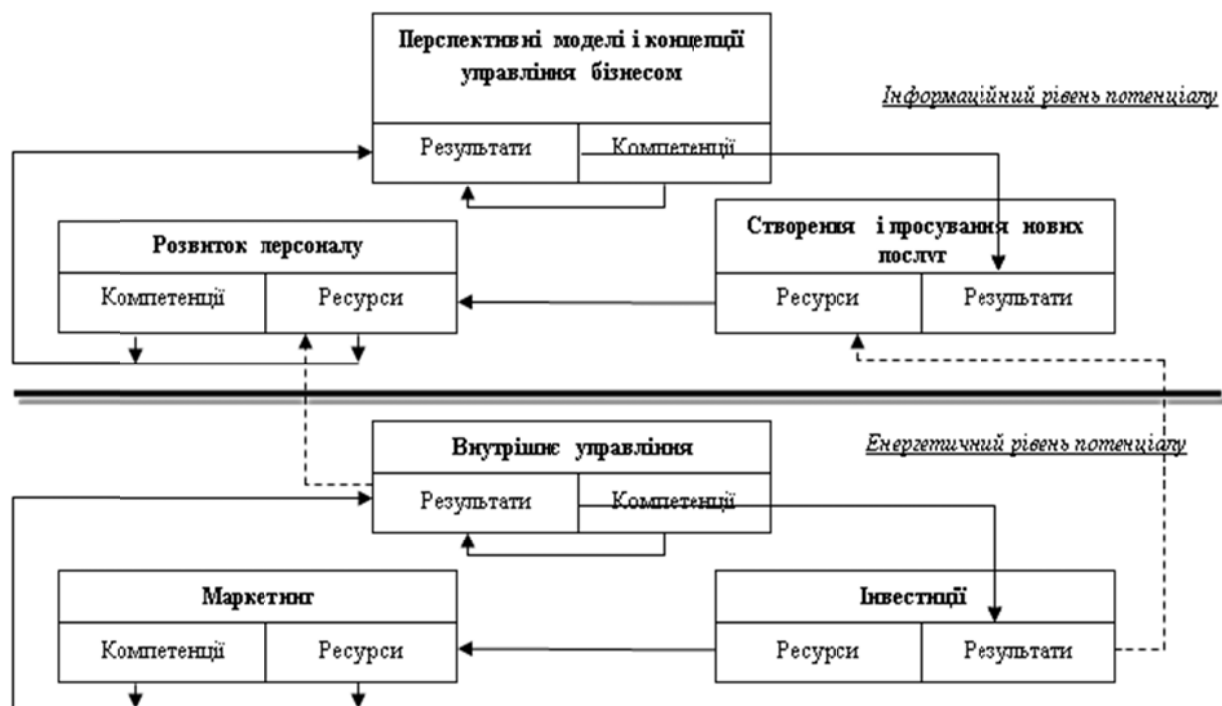 Перспективні моделі і концепції
управління бізнесом
Інформаційний рівень потенціалу
Результати
Компетенції
Розвиток персоналу
Створення і просування нових
послуг
Компетенції
Ресурси
Ресурси
Результати
Енергетичний рівень потенціалу
Внутрішнє управління
Результати
Компетенції
Маркетинг
Інвестиції
Компетенції
Ресурси
Ресурси
Результати